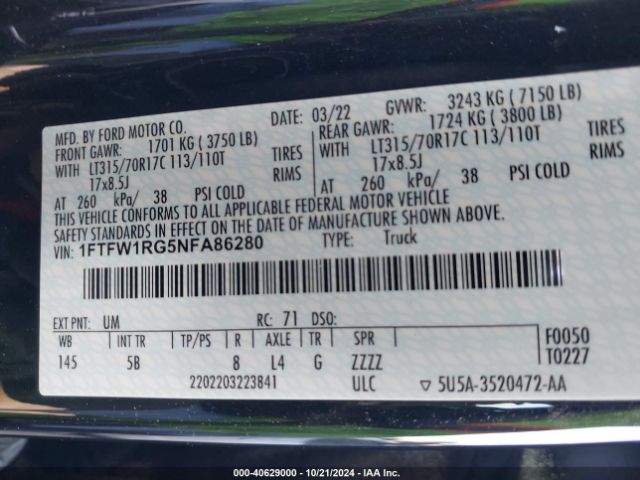 MFD. BY FORD MOTOR CO. DATE: 03/22 GVWR: 3243 KG ( 7150 LB)
FRONT GAWR: 1701 KG ( 3750 LB) REAR GAWR: 1724 KG ( 3800 LB)
WITH LT315/70R17C 113/110T TIRES WITH LT315/70R17C 113/110T TIRES
17x8.5J RIMS 17x8.5J RIMS
AT 260 kPa/ 38 PSI COLD AT 260 kPa/ 38 PSI COLD
THIS VEHICLE CONFORMS TO ALL APPLICABLE FEDERAL MOTOR VEHICLE
SAFETY STANDARDS IN EFFECT ON THE DATE OF MANUFACTURE SHOWN ABOVE.
VIN: 1FTFW1RG5NFA86280 TYPE: Truck
EXT PNT: UM RC: 71 DSO:
WB INT TR TP/PS R AXLE TR SPR F0050
145 5B 8 L4 G ZZZZ T0227
2202203223841 ULC ▽ 5U5A-3520472-AA
000-40629000 - 10/21/2024 - IAA Inc.